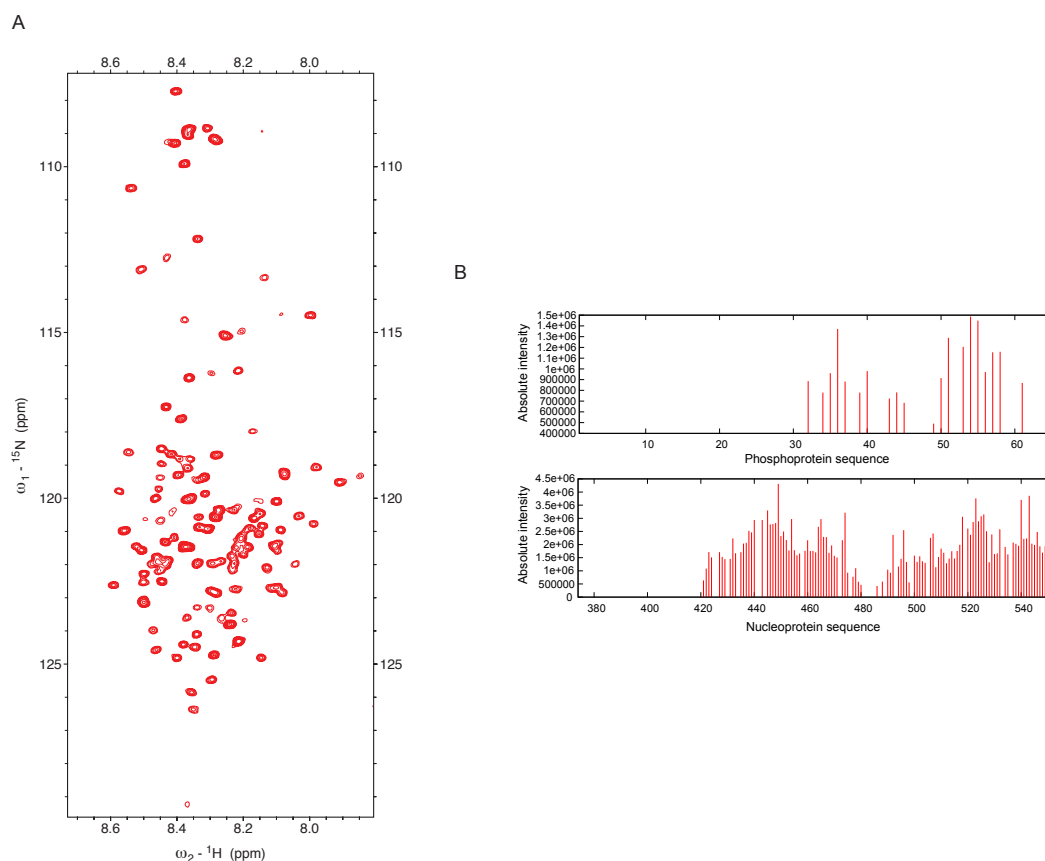 A
8.6 8.4 8.2 8.0
110 110
115 115
120 120
125 125
ω1 - 15N (ppm)
8.6 8.4 8.2 8.0
ω2 - 1H (ppm)
B
1.5e+06
1.4e+06
1.3e+06
1.2e+06
1.1e+06
1e+06
900000
800000
700000
600000
500000
400000
Absolute intensity
10 20 30 40 50 60
Phosphoprotein sequence
4.5e+06
4e+06
3.5e+06
3e+06
2.5e+06
2e+06
1.5e+06
1e+06
500000
0
Absolute intensity
380 400 420 440 460 480 500 520 540
Nucleoprotein sequence